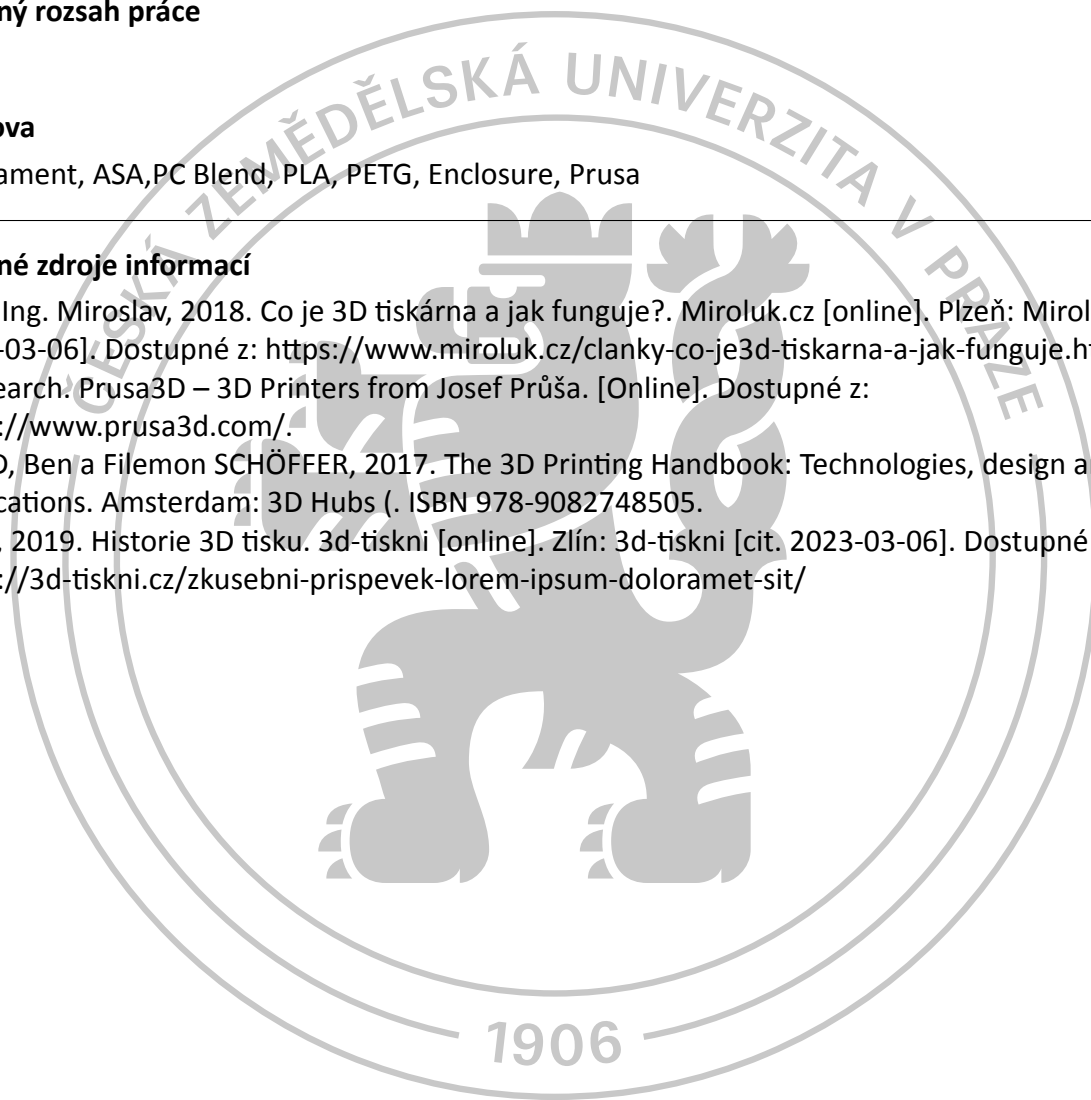 ný rozsah práce
ČESKÁ ZEMĚDĚLSKÁ UNIVERZITA V PRAZE
ova
ament, ASA,PC Blend, PLA, PETG, Enclosure, Prusa
né zdroje informací
Ing. Miroslav, 2018. Co je 3D tiskárna a jak funguje?. Miroluk.cz [online]. Plzeň: Mirol
-03-06]. Dostupné z: https://www.miroluk.cz/clanky-co-je3d-tiskarna-a-jak-funguje.h
earch. Prusa3D – 3D Printers from Josef Průša. [Online]. Dostupné z:
://www.prusa3d.com/.
D, Ben a Filemon SCHÖFFER, 2017. The 3D Printing Handbook: Technologies, design a
cations. Amsterdam: 3D Hubs (. ISBN 978-9082748505.
, 2019. Historie 3D tisku. 3d-tiskni [online]. Zlín: 3d-tiskni [cit. 2023-03-06]. Dostupné
://3d-tiskni.cz/zkusebni-prispevek-lorem-ipsum-doloramet-sit/
1906